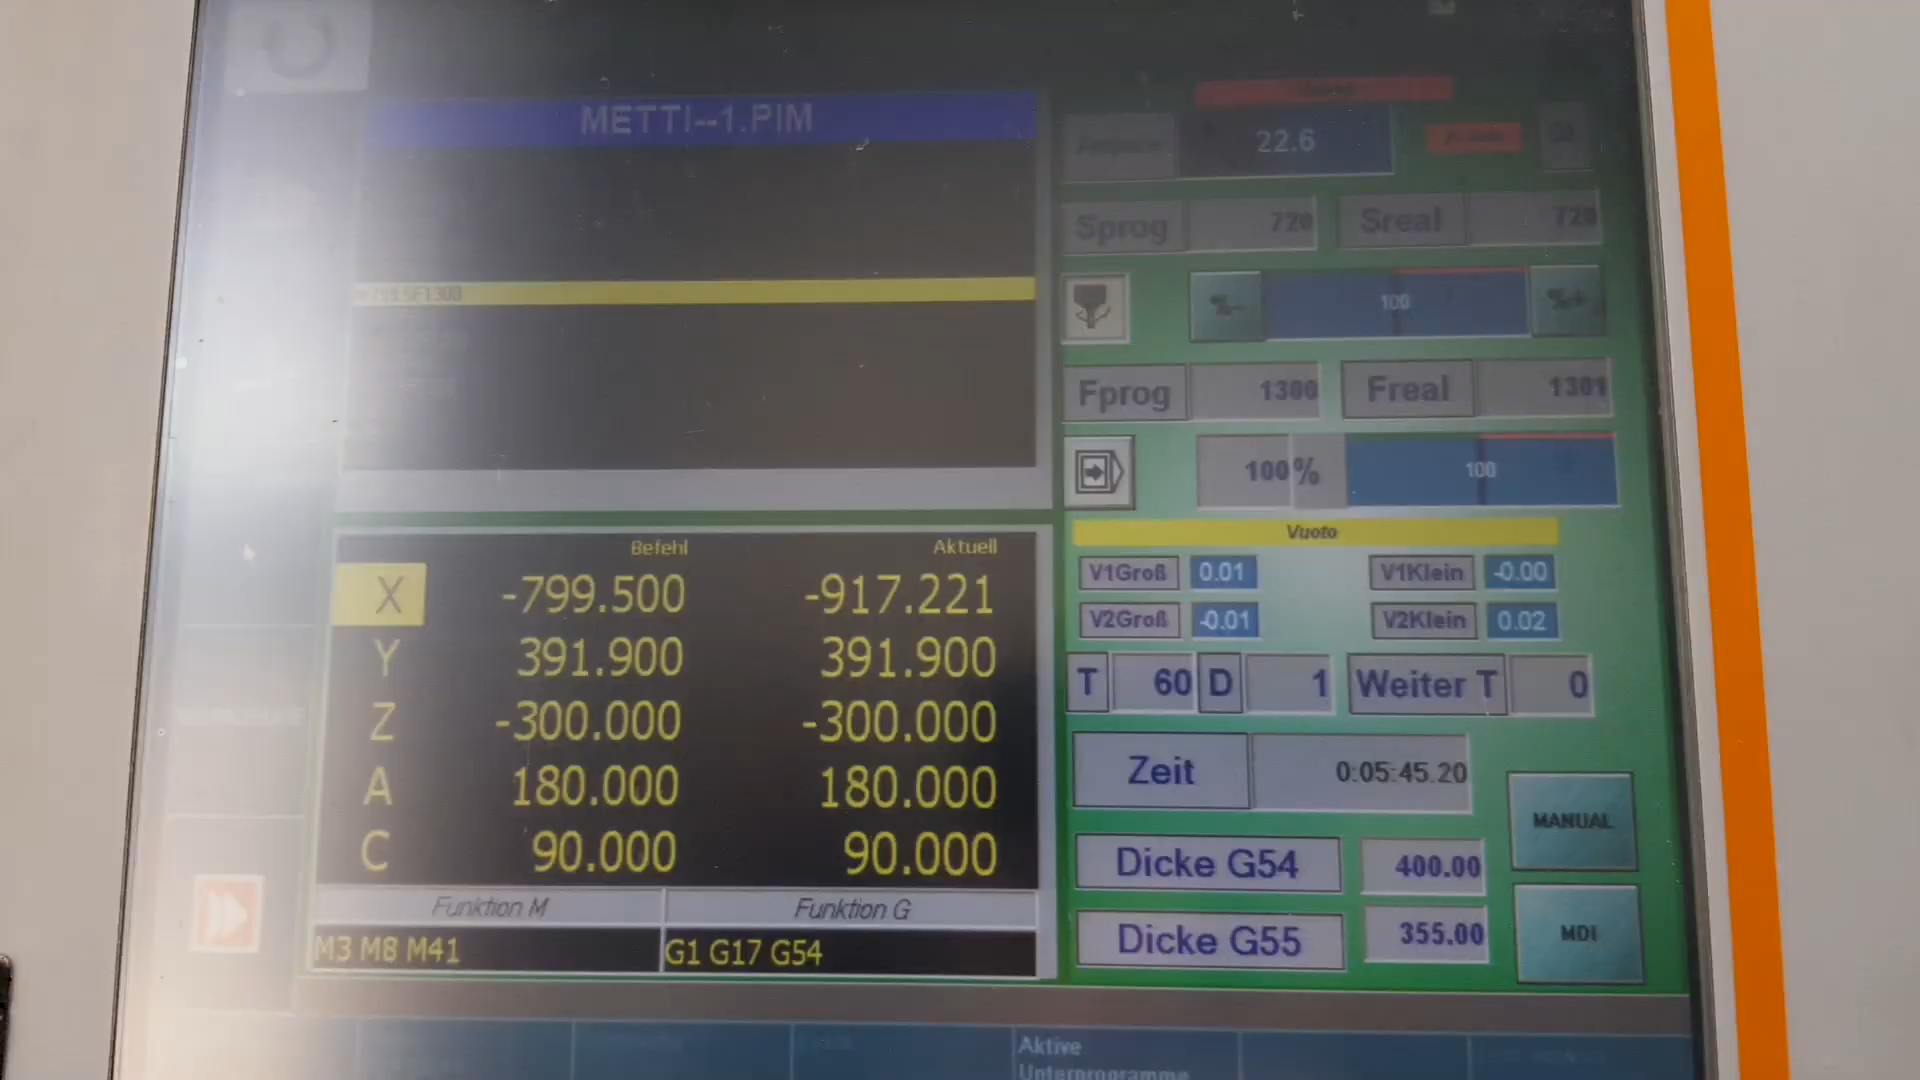 METTI--1.PIM
22.6
Sprog 720 Sreal 720
%- 100 %+
Fprog 1300 Freal 1301
100% 100
Vuoto
V1Groß 0.01 V1Klein -0.00
V2Groß -0.01 V2Klein 0.02
T 60 D 1 Weiter T 0
Zeit 0:05:45.20
MANUAL
Dicke G54 400.00
Dicke G55 355.00
MDI
Befehl Aktuell
X -799.500 -917.221
Y 391.900 391.900
Z -300.000 -300.000
A 180.000 180.000
C 90.000 90.000
Funktion M Funktion G
M3 M8 M41 G1 G17 G54
Aktive
Unterprogramme